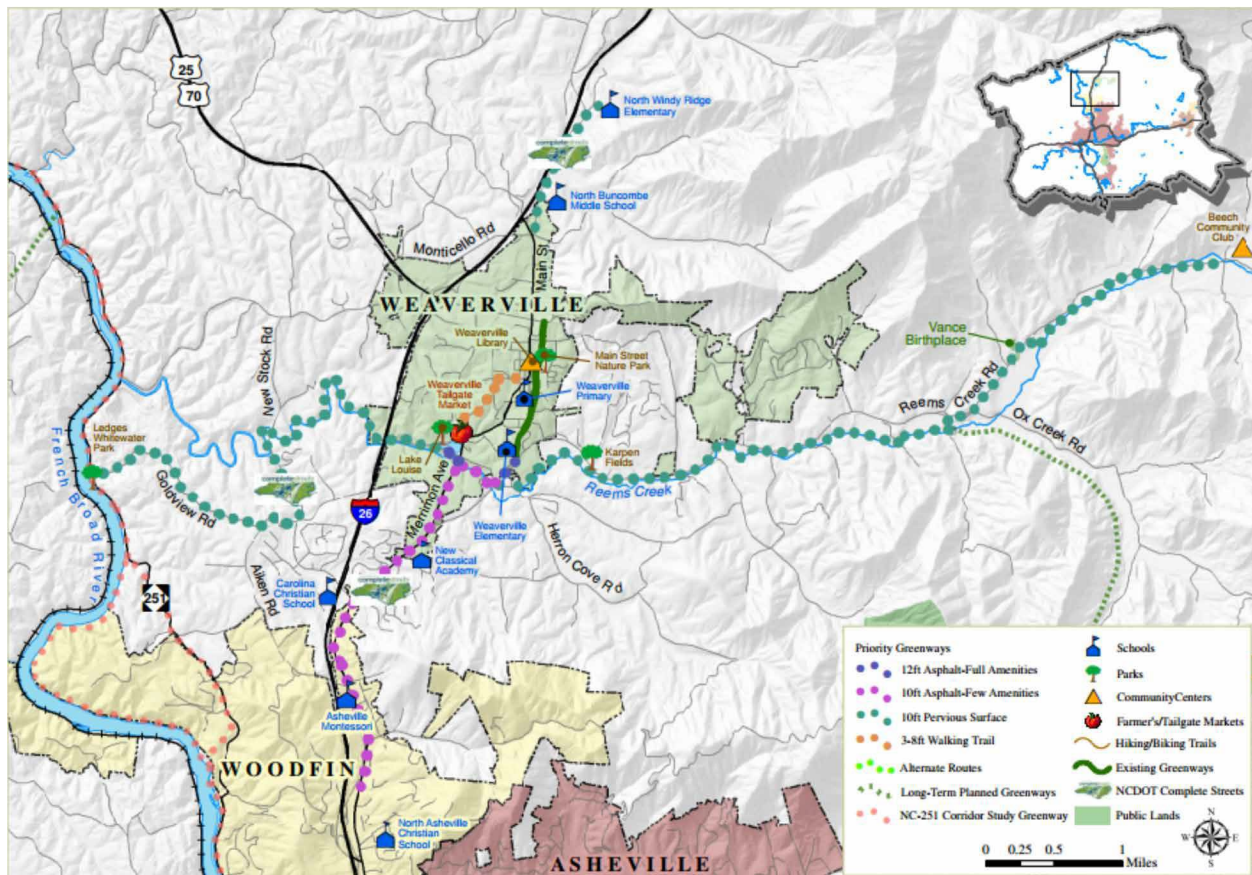 25
70
North Windy Ridge
Elementary
completestreets
North Buncombe
Middle School
Beech
Community
Club
Monticello Rd
Main St
WEAVERVILLE
Vance
Birthplace
Weaverville
Library
Main Street
Nature Park
New Stock Rd
Weaverville
Tailgate
Market
Weaverville
Primary
Reems Creek Rd
Ox Creek Rd
Ledges
Whitewater
Park
Lake
Louise
Karpen
Fields
French Broad River
Goldview Rd
completestreets
Reems Creek
26
Merrimon Ave
Weaverville
Elementary
Herron Cove Rd
New
Classical
Academy
Aiken Rd
Carolina
Christian
School
completestreets
251
Asheville
Montessori
WOODFIN
North Asheville
Christian
School
ASHEVILLE
Priority Greenways
12ft Asphalt-Full Amenities
10ft Asphalt-Few Amenities
10ft Pervious Surface
3-8ft Walking Trail
Alternate Routes
Long-Term Planned Greenways
NC-251 Corridor Study Greenway
Schools
Parks
CommunityCenters
Farmer's/Tailgate Markets
Hiking/Biking Trails
Existing Greenways
NCDOT Complete Streets
Public Lands
N
W
E
S
0 0.25 0.5 1
Miles